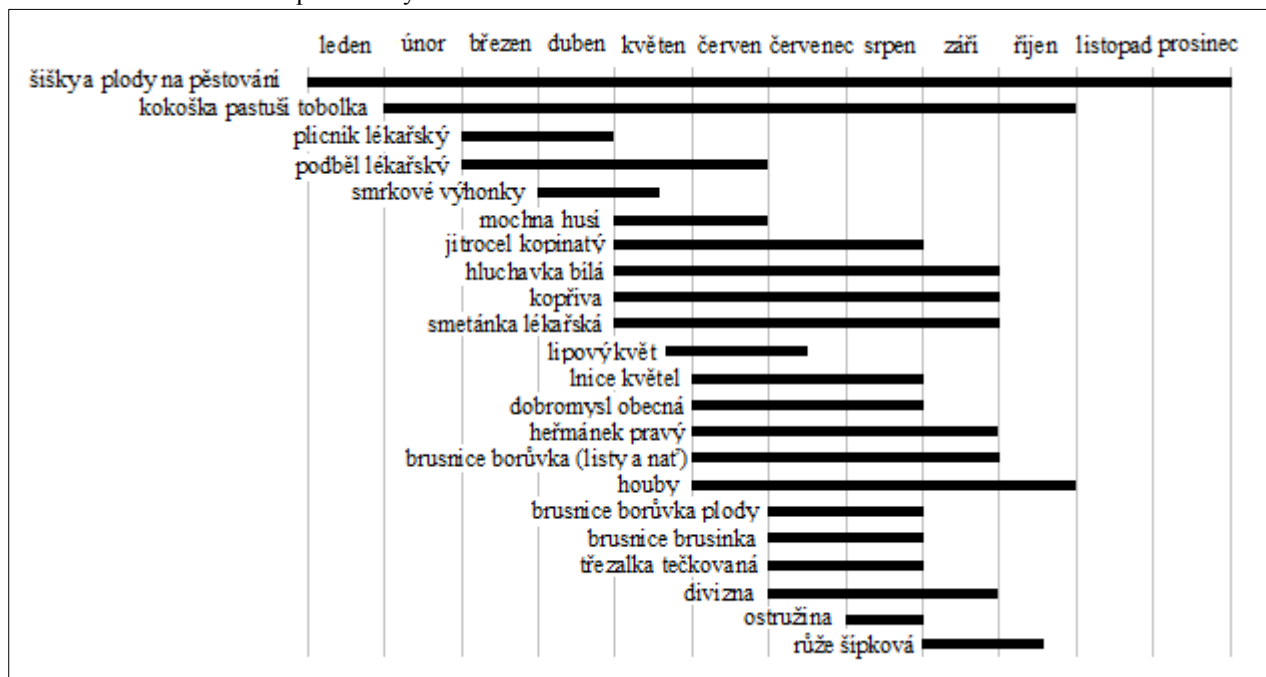 leden únor březen duben květen červen červenec srpen září říjen listopad prosinec
šišky a plody na pěstování
kokoška pastuší tobolka
plicník lékařský
podběl lékařský
smrkové výhonky
mochna husí
jitrocel kopinatý
hluchavka bílá
kopřiva
smetánka lékařská
lipový květ
lnice květel
dobromysl obecná
heřmánek pravý
brusnice borůvka (listy a nať)
houby
brusnice borůvka plody
brusnice brusinka
třezalka tečkovaná
divizna
ostružina
růže šípková